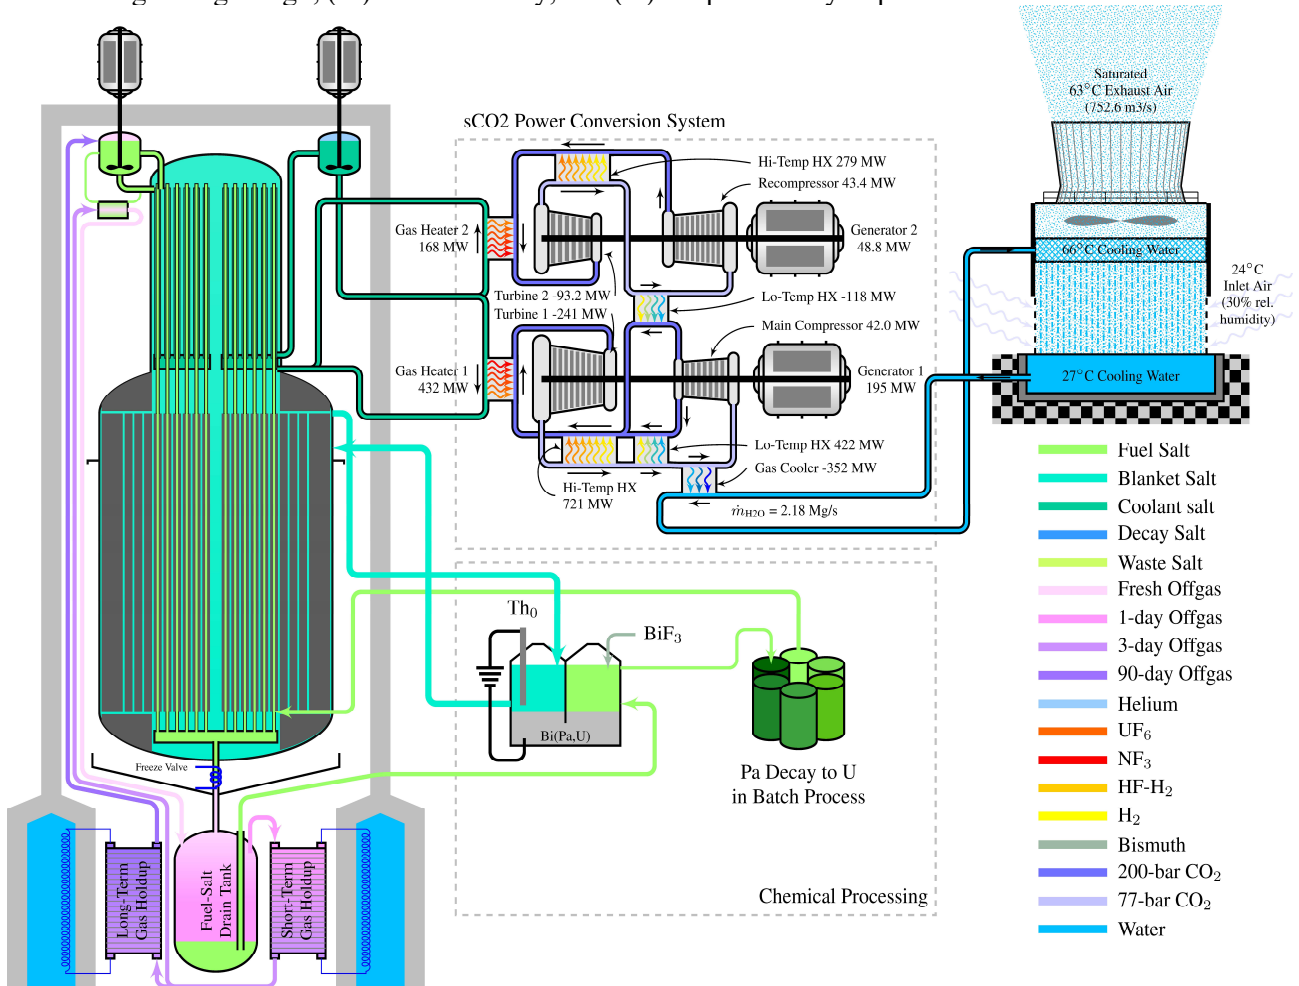 Saturated
63°C Exhaust Air
(752.6 m3/s)
sCO2 Power Conversion System
Hi-Temp HX 279 MW
Recompressor 43.4 MW
Gas Heater 2
168 MW
Generator 2
48.8 MW
66°C Cooling Water
24°C
Inlet Air
(30% rel.
humidity)
Turbine 2 -93.2 MW
Turbine 1 -241 MW
Lo-Temp HX -118 MW
Main Compressor 42.0 MW
Gas Heater 1
432 MW
Generator 1
195 MW
27°C Cooling Water
Lo-Temp HX 422 MW
Gas Cooler -352 MW
Hi-Temp HX
721 MW
ṁH2O = 2.18 Mg/s
Fuel Salt
Blanket Salt
Coolant salt
Decay Salt
Waste Salt
Fresh Offgas
1-day Offgas
3-day Offgas
90-day Offgas
Helium
UF6
NF3
HF-H2
H2
Bismuth
200-bar CO2
77-bar CO2
Water
Th0
BiF3
Bi(Pa,U)
Pa Decay to U
in Batch Process
Chemical Processing
Freeze Valve
Long-Term
Gas Holdup
Fuel-Salt
Drain Tank
Short-Term
Gas Holdup